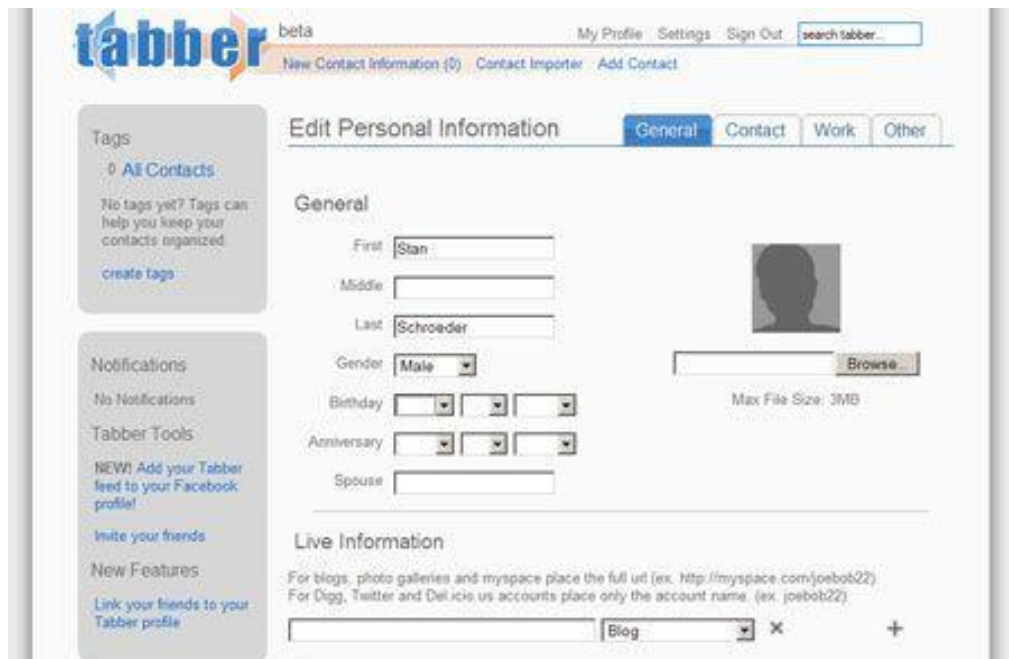 tabber beta
My Profile Settings Sign Out search tabber...
New Contact Information (0) Contact Importer Add Contact
Tags
0 All Contacts
No tags yet? Tags can
help you keep your
contacts organized.
create tags
Notifications
No Notifications
Tabber Tools
NEW! Add your Tabber
feed to your Facebook
profile!
Invite your friends
New Features
Link your friends to your
Tabber profile
Edit Personal Information
General Contact Work Other
General
First Stan
Middle
Last Schroeder
Gender Male
Birthday
Anniversary
Spouse
Browse...
Max File Size: 3MB
Live Information
For blogs, photo galleries and myspace place the full url (ex. http://myspace.com/joebob22)
For Digg, Twitter and Del.icio.us accounts place only the account name. (ex. joebob22)
Blog × +